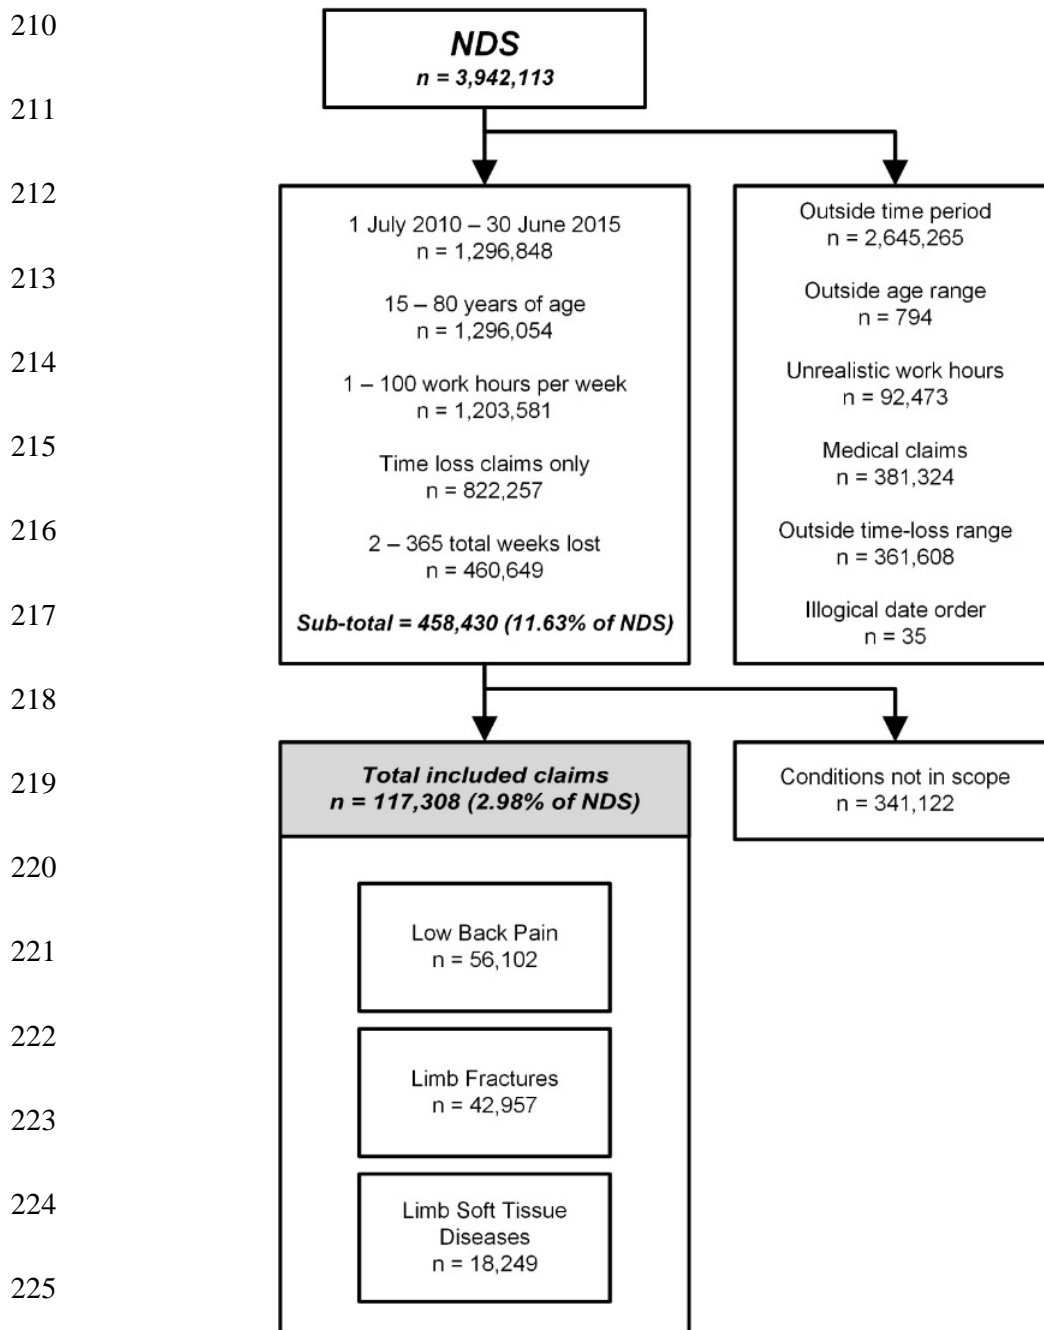 210
NDS
n = 3,942,113
211
212
1 July 2010 – 30 June 2015
n = 1,296,848
213
15 – 80 years of age
n = 1,296,054
214
1 – 100 work hours per week
n = 1,203,581
215
Time loss claims only
n = 822,257
216
2 – 365 total weeks lost
n = 460,649
217
Sub-total = 458,430 (11.63% of NDS)
Outside time period
n = 2,645,265
Outside age range
n = 794
Unrealistic work hours
n = 92,473
Medical claims
n = 381,324
Outside time-loss range
n = 361,608
Illogical date order
n = 35
218
219
Total included claims
n = 117,308 (2.98% of NDS)
Conditions not in scope
n = 341,122
220
221
Low Back Pain
n = 56,102
222
223
Limb Fractures
n = 42,957
224
Limb Soft Tissue
Diseases
n = 18,249
225